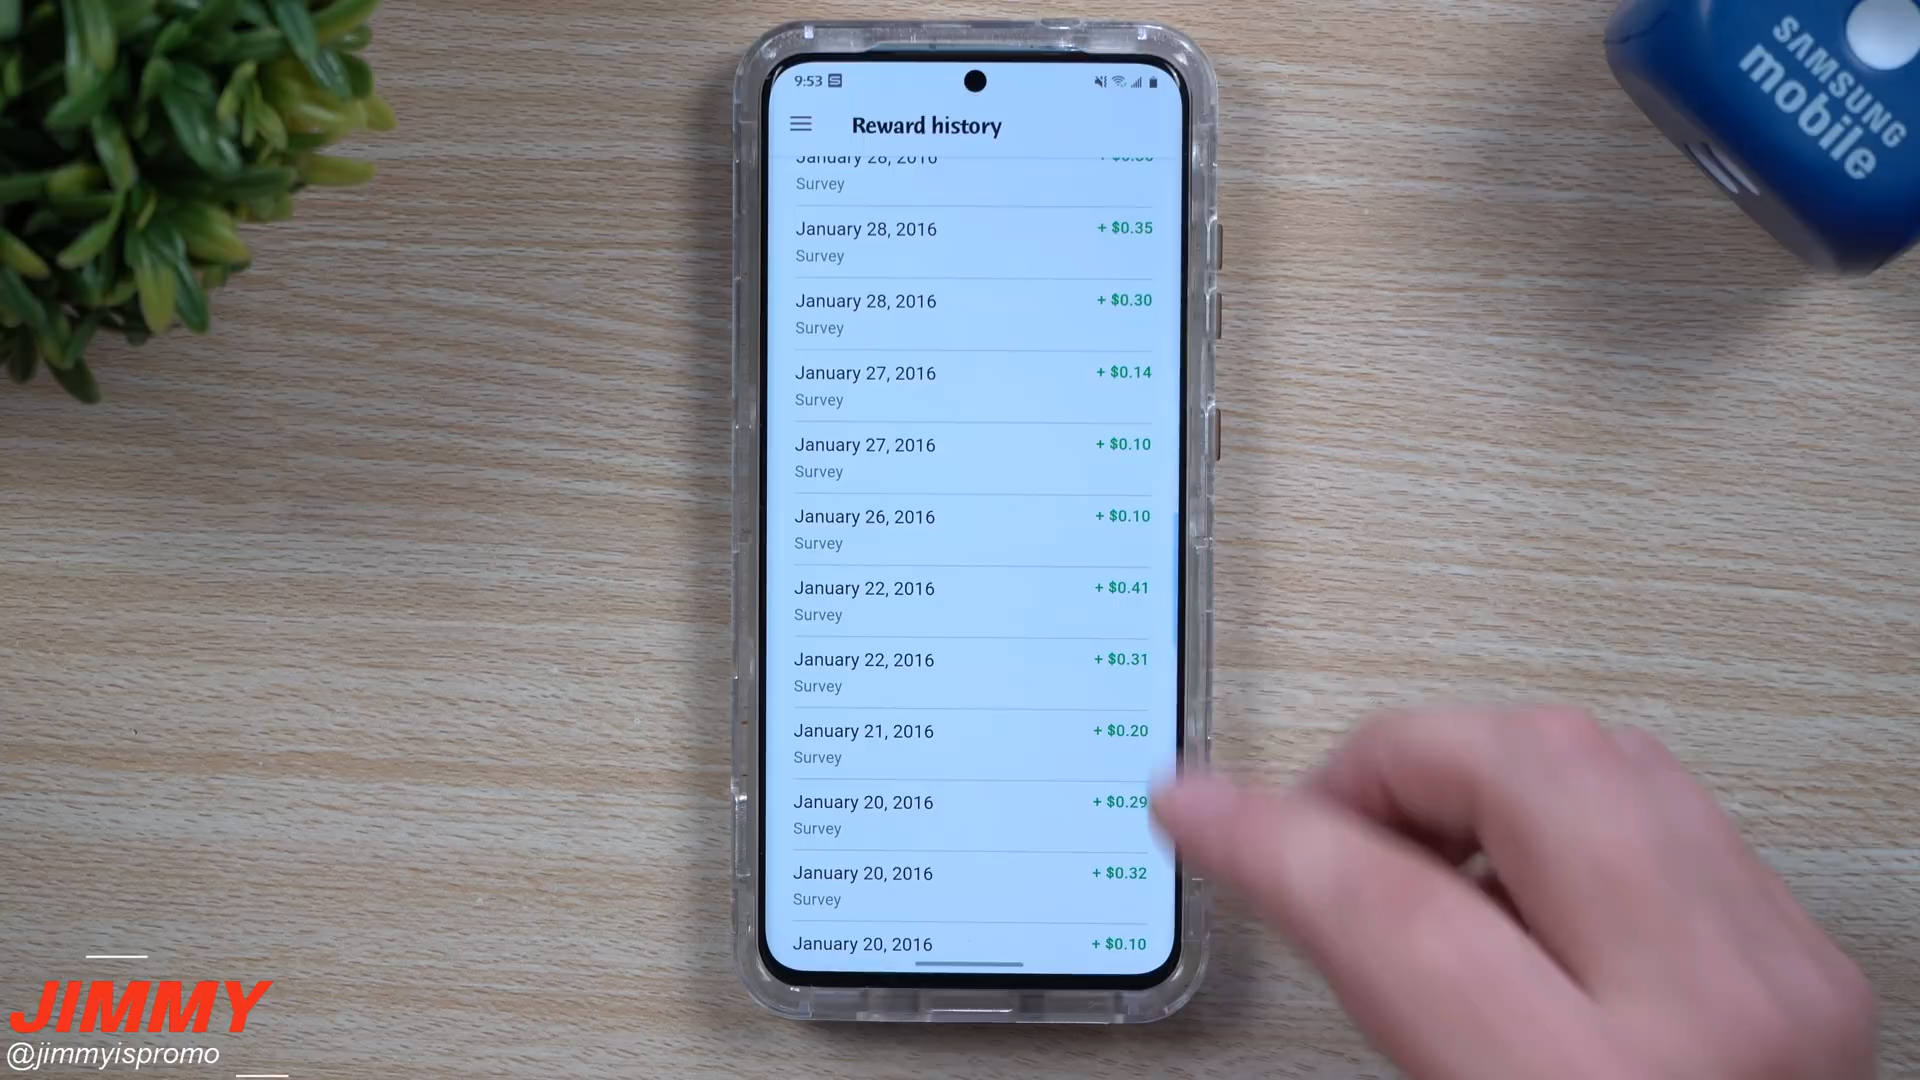 9:53
Reward history
January 28, 2016
Survey
January 28, 2016 + $0.35
Survey
January 28, 2016 + $0.30
Survey
January 27, 2016 + $0.14
Survey
January 27, 2016 + $0.10
Survey
January 26, 2016 + $0.10
Survey
January 22, 2016 + $0.41
Survey
January 22, 2016 + $0.31
Survey
January 21, 2016 + $0.20
Survey
January 20, 2016 + $0.29
Survey
January 20, 2016 + $0.32
Survey
January 20, 2016 + $0.10
SAMSUNG
mobile
JIMMY
@jimmyispromo